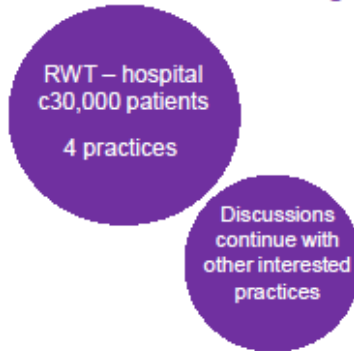 RWT – hospital
c30,000 patients
4 practices
Discussions
continue with
other interested
practices